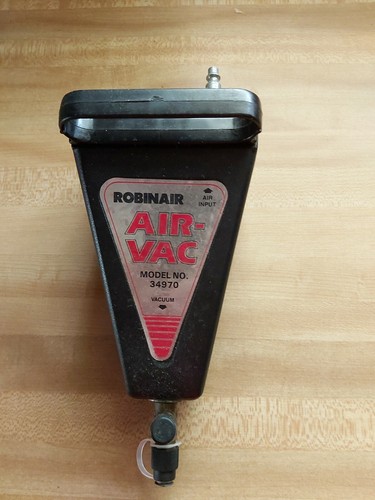 ROBINAIR
AIR
INPUT
AIR-
VAC
MODEL NO.
34970
VACUUM